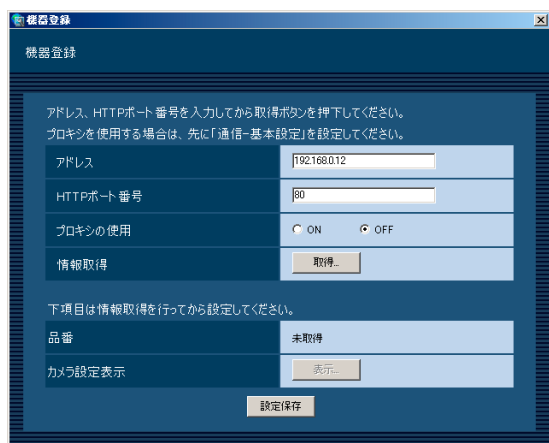 機器登録
機器登録
アドレス、HTTPポート番号を入力してから取得ボタンを押下してください。
プロキシを使用する場合は、先に「通信-基本設定」を設定してください。
アドレス 192.168.0.12
HTTPポート番号 80
プロキシの使用 ON OFF
情報取得 取得...
下項目は情報取得を行ってから設定してください。
品番 未取得
カメラ設定表示 表示...
設定保存